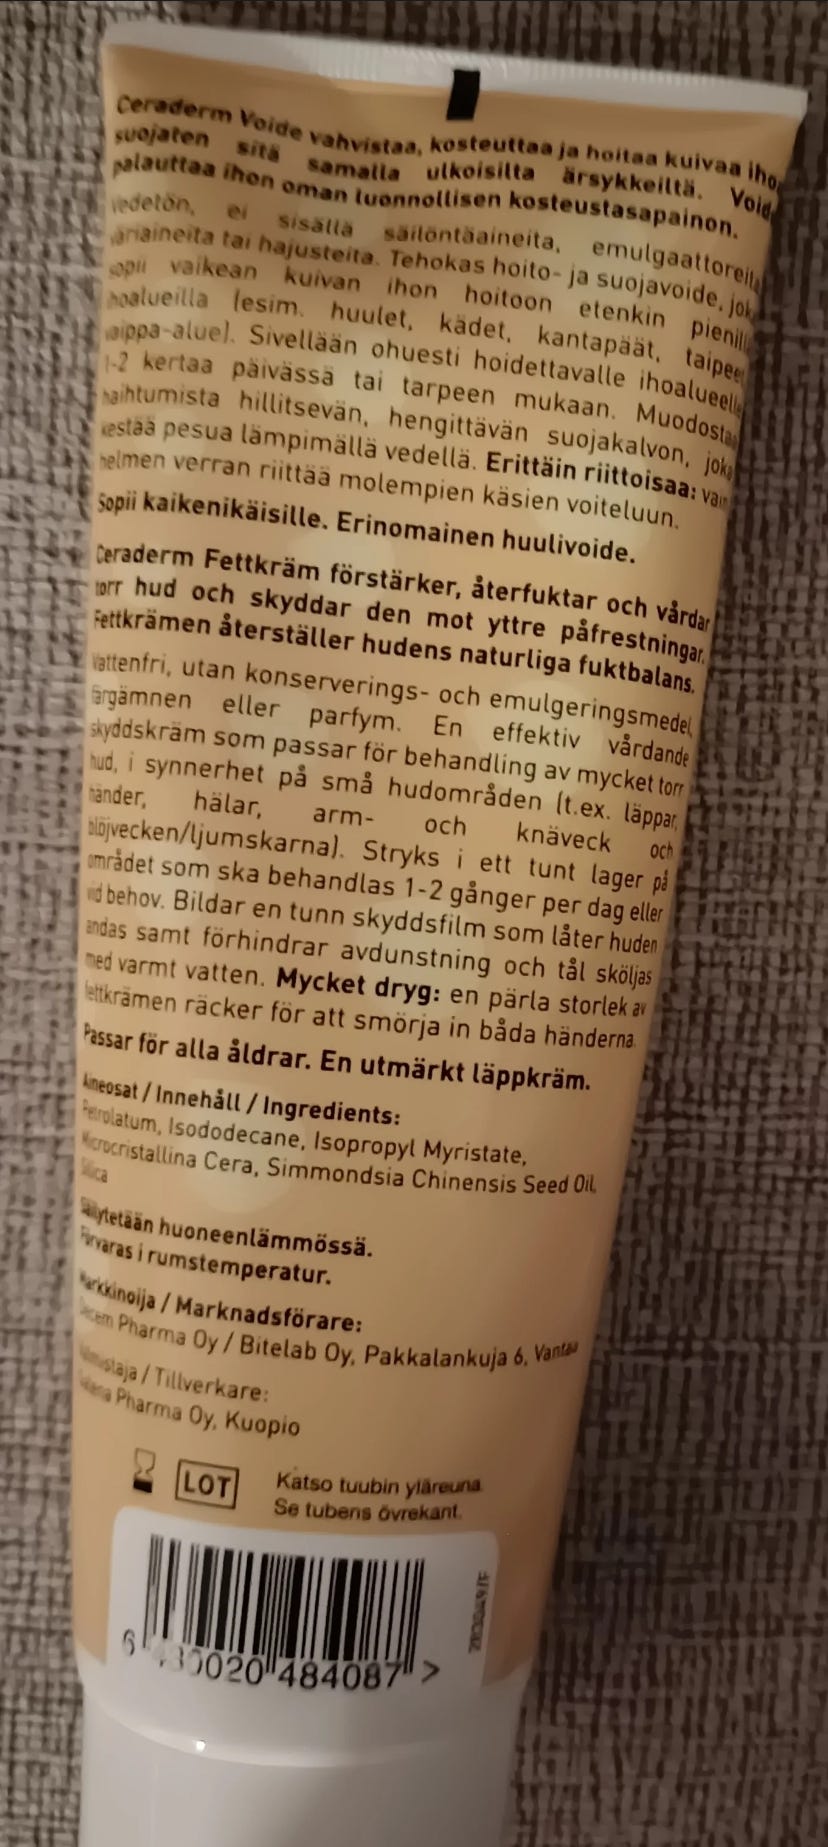 Ceraderm Voide vahvistaa, kosteuttaa ja hoitaa kuivaa iho
suojaten sitä samalla ulkoisilta ärsykkeiltä. Void
palauttaa ihon oman luonnollisen kosteustasapainon.
vedetön, ei sisällä säilöntäaineita, emulgaattoreita
väriaineita tai hajusteita. Tehokas hoito- ja suojavoide, jok
sopii vaikean kuivan ihon hoitoon etenkin pienill
ihoalueilla (esim. huulet, kädet, kantapäät, taipee
vaippa-alue). Sivellään ohuesti hoidettavalle ihoalueelle
1-2 kertaa päivässä tai tarpeen mukaan. Muodosta
haihtumista hillitsevän, hengittävän suojakalvon, joka
kestää pesua lämpimällä vedellä. Erittäin riittoisaa: vain
helmen verran riittää molempien käsien voiteluun.
Sopii kaikenikäisille. Erinomainen huulivoide.
Ceraderm Fettkräm förstärker, återfuktar och vårdar
torr hud och skyddar den mot yttre påfrestningar.
Fettkrämen återställer hudens naturliga fuktbalans.
Vattenfri, utan konserverings- och emulgeringsmedel,
färgämnen eller parfym. En effektiv vårdande
skyddskräm som passar för behandling av mycket torr
hud, i synnerhet på små hudområden (t.ex. läppar,
händer, hälar, arm- och knäveck och
blöjvecken/ljumskarna). Stryks i ett tunt lager på
området som ska behandlas 1-2 gånger per dag eller
vid behov. Bildar en tunn skyddsfilm som låter huden
andas samt förhindrar avdunstning och tål sköljas
med varmt vatten. Mycket dryg: en pärla storlek av
fettkrämen räcker för att smörja in båda händerna.
Passar för alla åldrar. En utmärkt läppkräm.
Aineosat / Innehåll / Ingredients:
Petrolatum, Isododecane, Isopropyl Myristate,
Microcristallina Cera, Simmondsia Chinensis Seed Oil,
Silica
Säilytetään huoneenlämmössä.
Förvaras i rumstemperatur.
Markkinoija / Marknadsförare:
Decem Pharma Oy / Bitelab Oy, Pakkalankuja 6, Vantaa
Valmistaja / Tillverkare:
Galena Pharma Oy, Kuopio
LOT
Katso tuubin yläreuna
Se tubens övrekant.
6 430020 484087 >